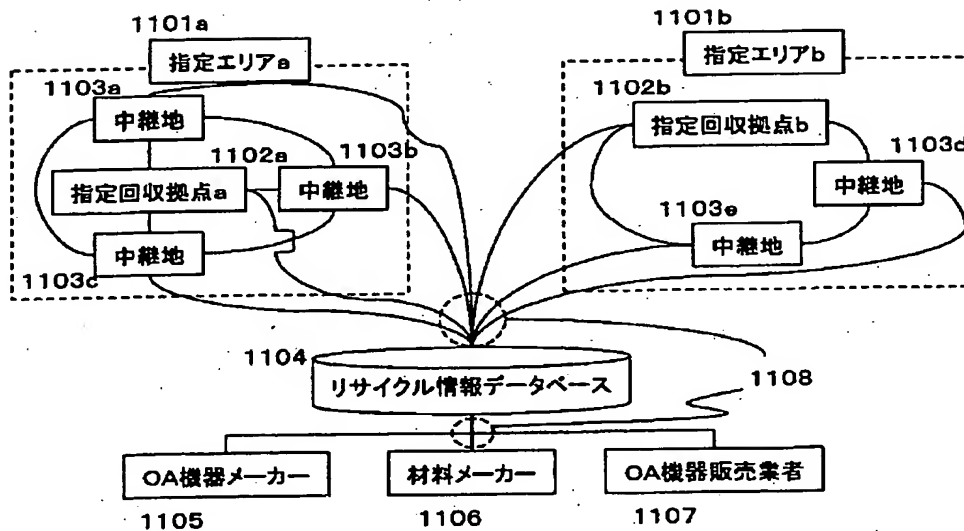 1101a
指定エリアa
1103a
中継地
1102a
1103b
指定回収拠点a
中継地
中継地
1103c
1101b
指定エリアb
1102b
指定回収拠点b
1103d
中継地
1103e
中継地
1104
リサイクル情報データベース
1108
OA機器メーカー
材料メーカー
OA機器販売業者
1105
1106
1107